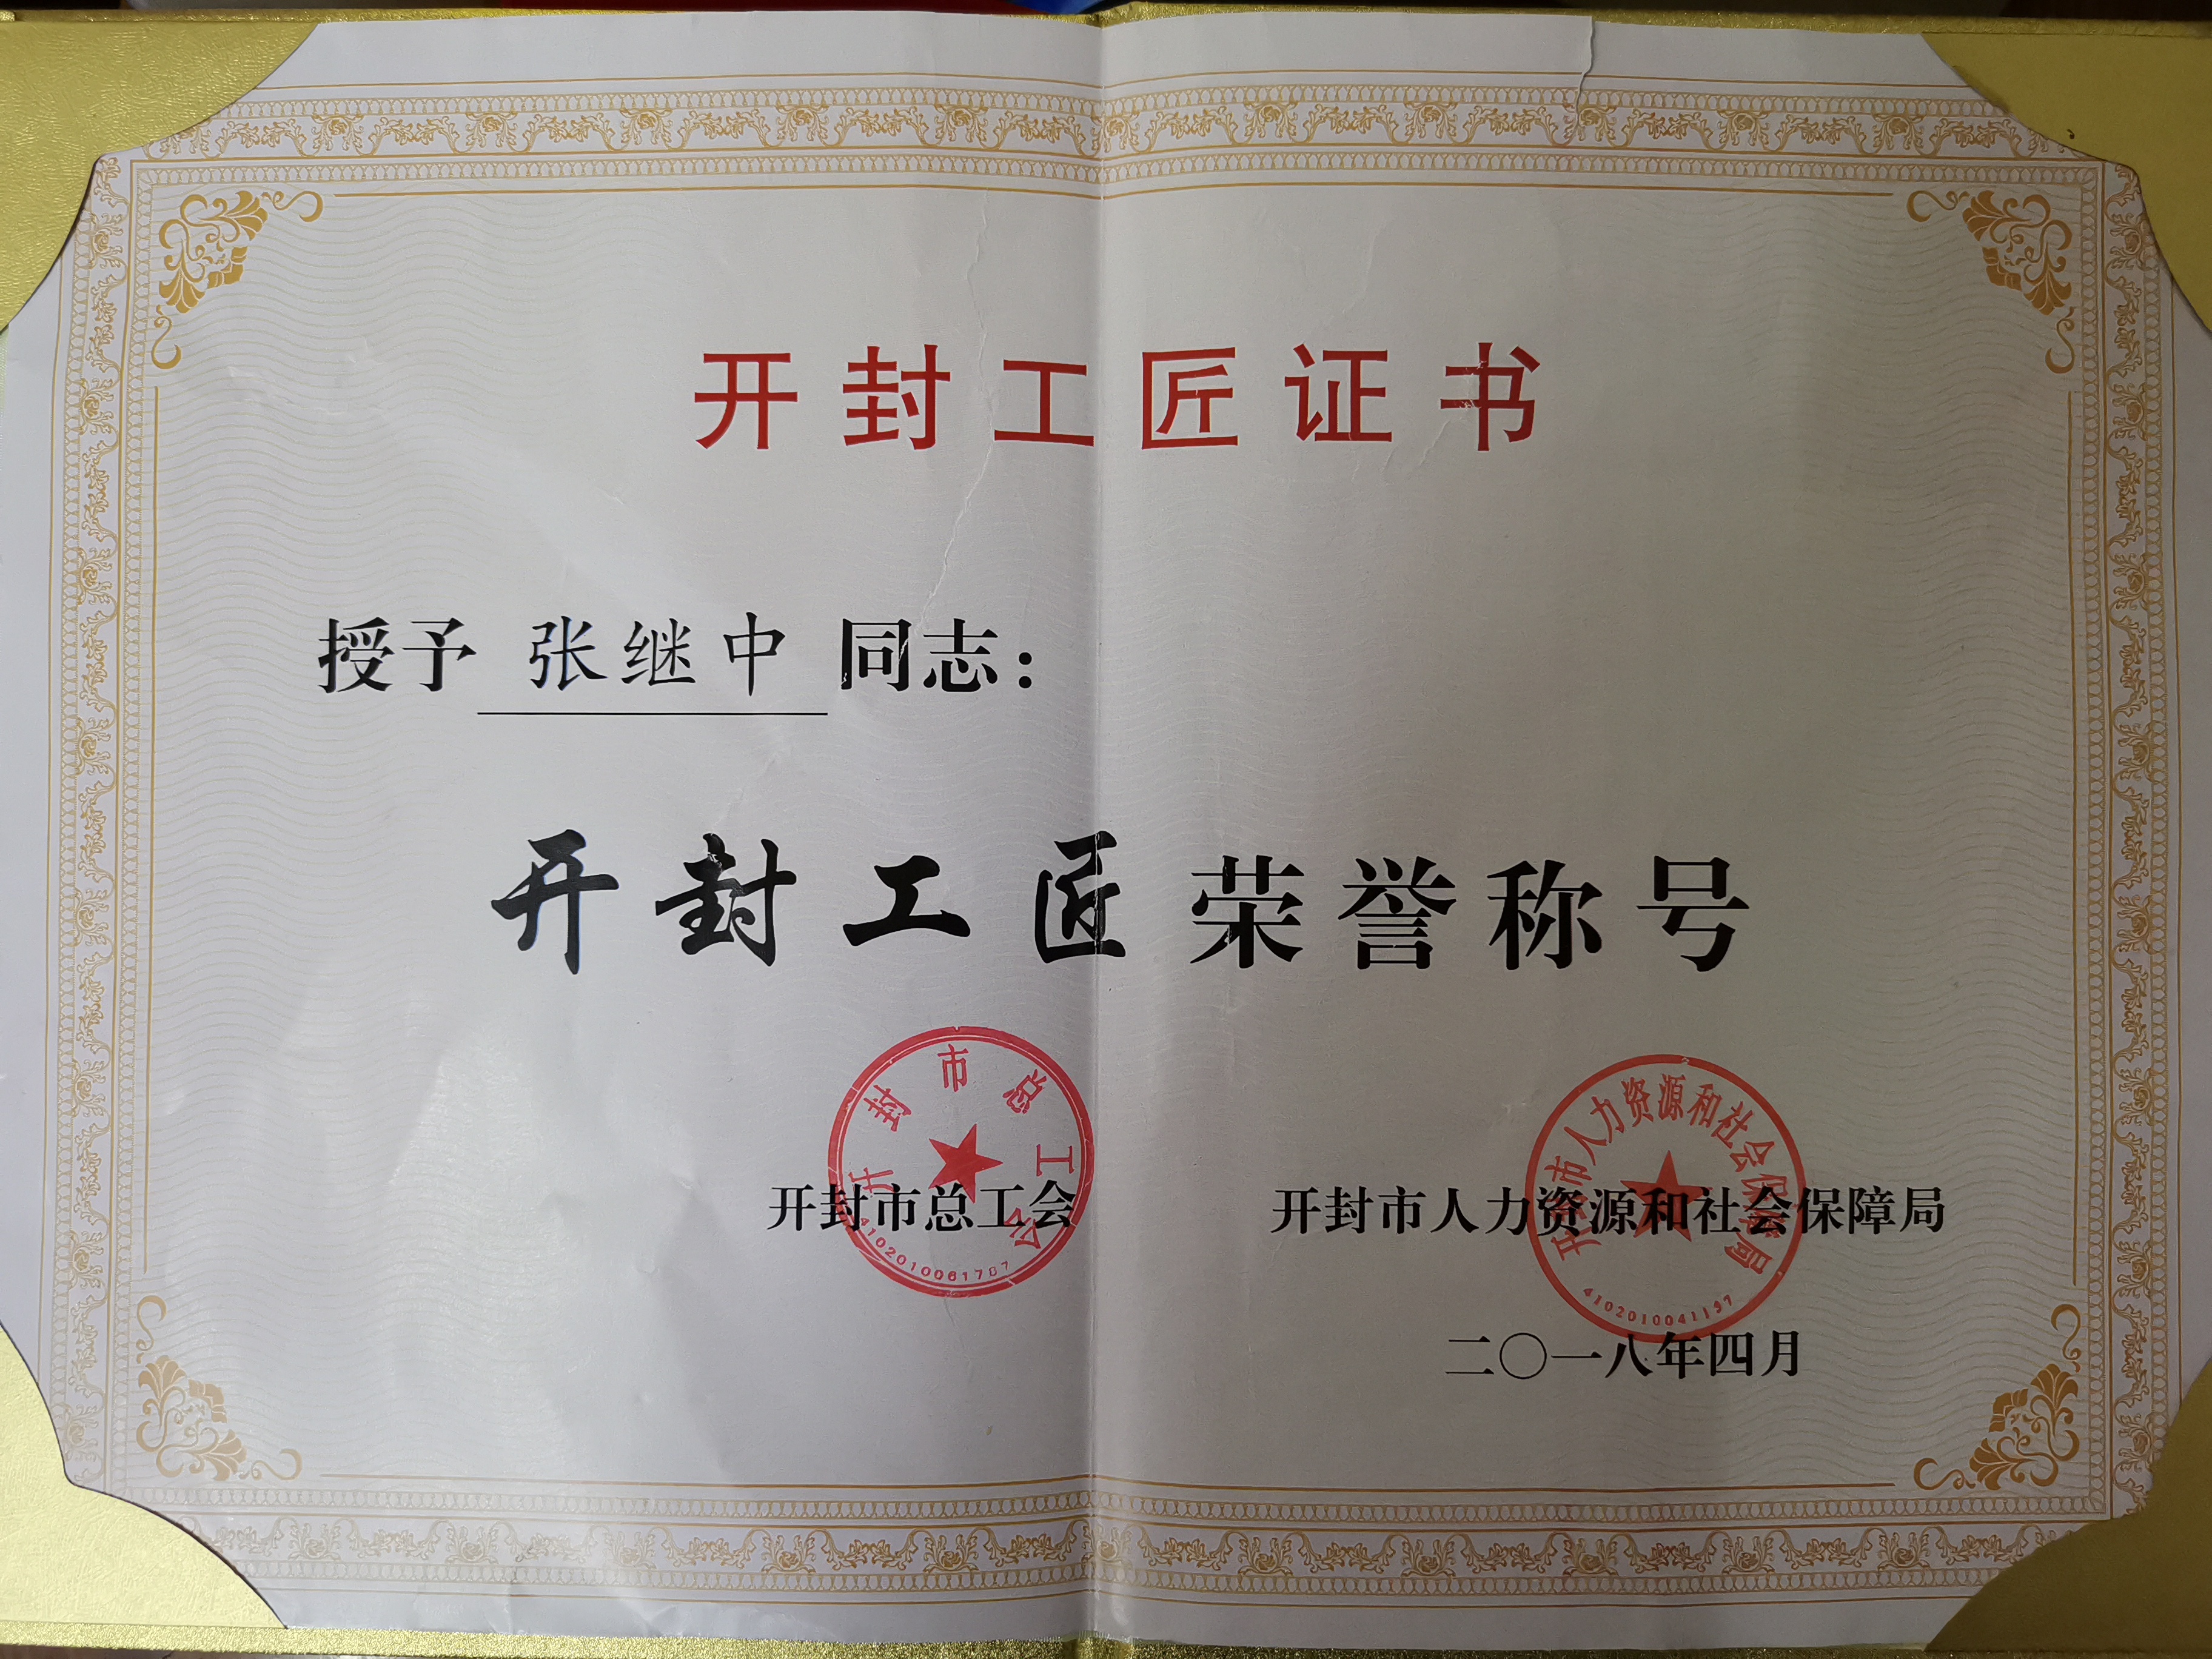 开封工匠证书
授予 张继中 同志：
开封工匠荣誉称号
开封市总工会
4102010061787
开封市总工会
开封市人力资源和社会保障局
4102010041197
开封市人力资源和社会保障局
二〇一八年四月